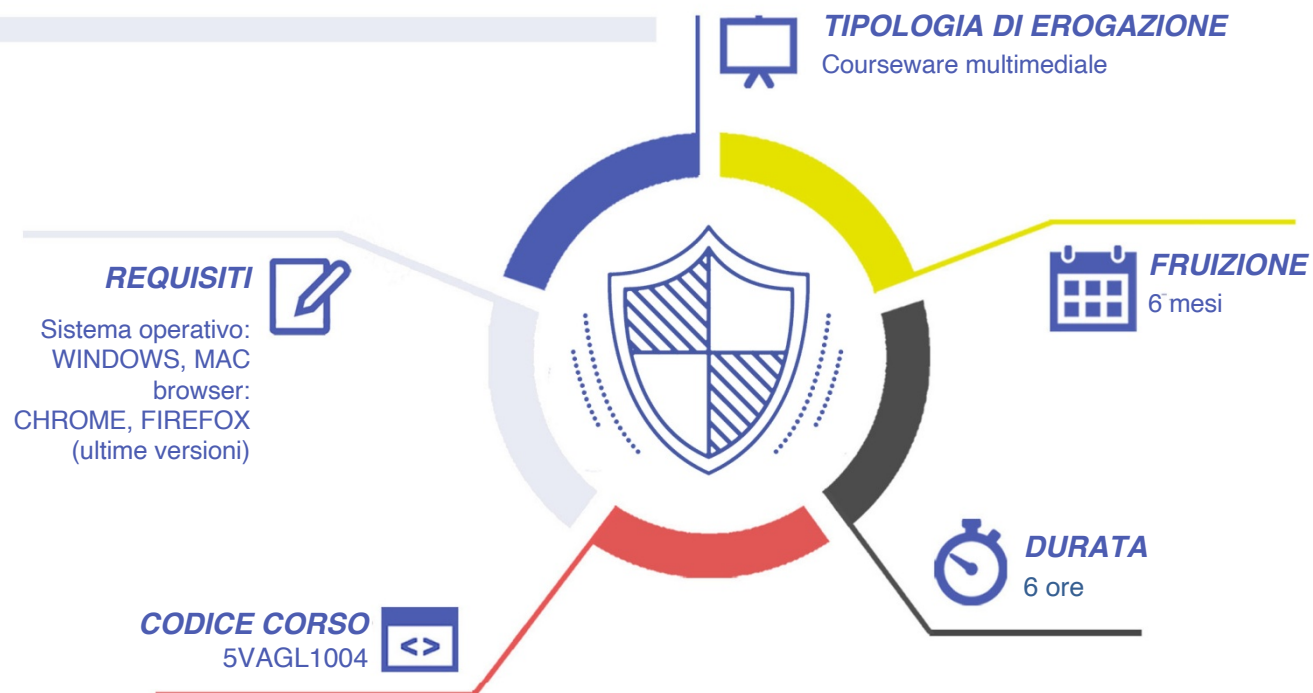 TIPOLOGIA DI EROGAZIONE
Courseware multimediale
REQUISITI
Sistema operativo:
WINDOWS, MAC
browser:
CHROME, FIREFOX
(ultime versioni)
FRUIZIONE
6 mesi
DURATA
6 ore
CODICE CORSO
5VAGL1004
<>